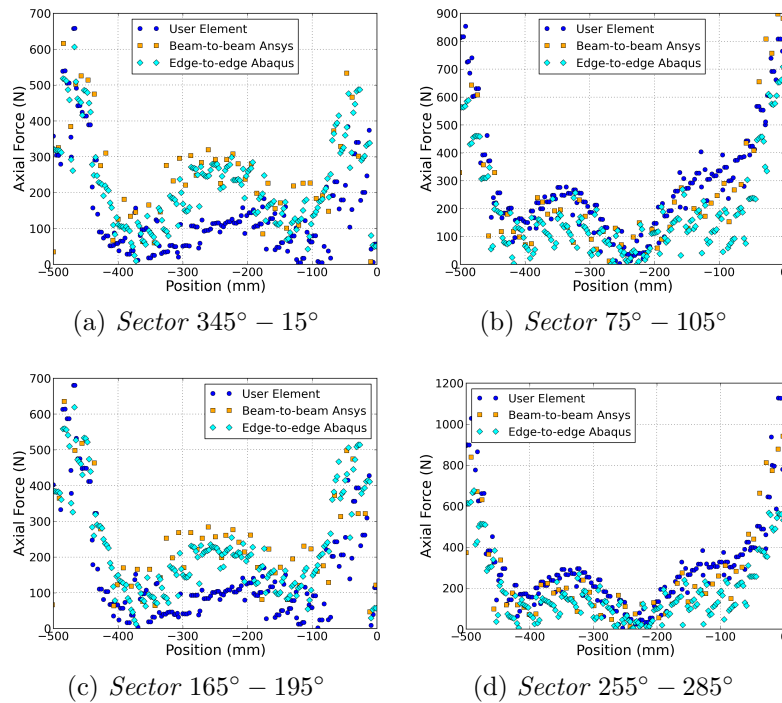 700
600
500
400
300
200
100
0
−500 −400 −300 −200 −100 0
Axial Force (N)
Position (mm)
User Element
Beam-to-beam Ansys
Edge-to-edge Abaqus
(a) Sector 345° − 15°
900
800
700
600
500
400
300
200
100
0
−500 −400 −300 −200 −100
Axial Force (N)
Position (mm)
User Element
Beam-to-beam Ansys
Edge-to-edge Abaqus
(b) Sector 75° − 105°
700
600
500
400
300
200
100
0
−500 −400 −300 −200 −100 0
Axial Force (N)
Position (mm)
User Element
Beam-to-beam Ansys
Edge-to-edge Abaqus
(c) Sector 165° − 195°
1200
1000
800
600
400
200
0
−500 −400 −300 −200 −100
Axial Force (N)
Position (mm)
User Element
Beam-to-beam Ansys
Edge-to-edge Abaqus
(d) Sector 255° − 285°